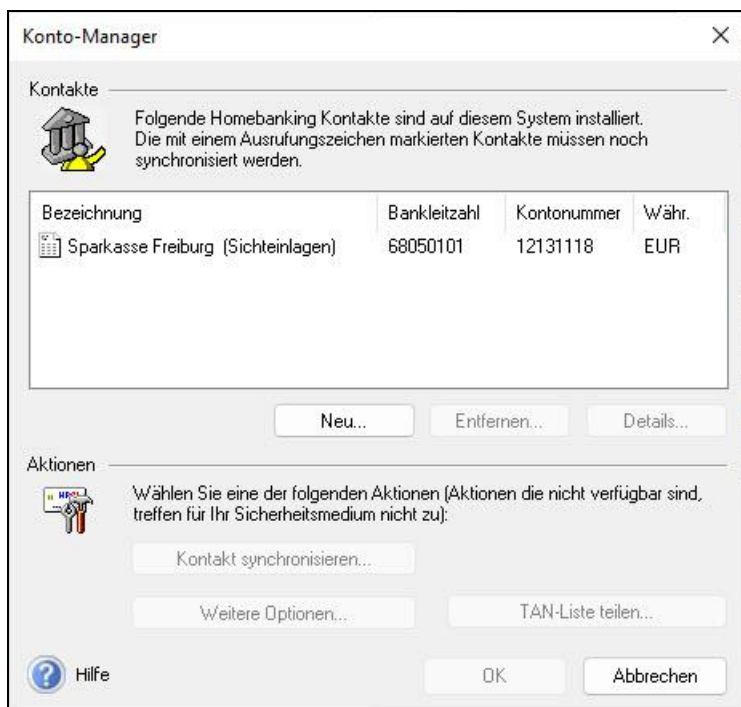 Konto-Manager
Kontakte
Folgende Homebanking Kontakte sind auf diesem System installiert.
Die mit einem Ausrufungszeichen markierten Kontakte müssen noch
synchronisiert werden.
Bezeichnung Bankleitzahl Kontonummer Währ.
Sparkasse Freiburg (Sichteinlagen) 68050101 12131118 EUR
Neu... Entfernen... Details...
Aktionen
Wählen Sie eine der folgenden Aktionen (Aktionen die nicht verfügbar sind,
treffen für Ihr Sicherheitsmedium nicht zu):
Kontakt synchronisieren...
Weitere Optionen... TAN-Liste teilen...
Hilfe OK Abbrechen